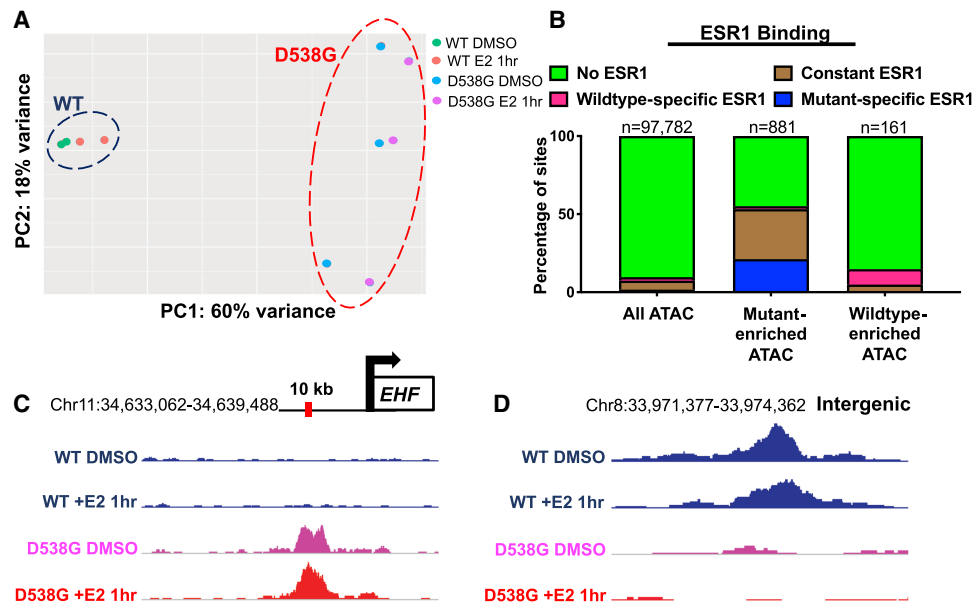 A
D538G
WT
WT DMSO
WT E2 1hr
D538G DMSO
D538G E2 1hr
PC2: 18% variance
PC1: 60% variance
B
ESR1 Binding
No ESR1
Constant ESR1
Wildtype-specific ESR1
Mutant-specific ESR1
n=97,782
n=881
n=161
Percentage of sites
100
50
0
All ATAC
Mutant-
enriched
ATAC
Wildtype-
enriched
ATAC
C
10 kb
EHF
Chr11:34,633,062-34,639,488
WT DMSO
WT +E2 1hr
D538G DMSO
D538G +E2 1hr
D
Chr8:33,971,377-33,974,362 Intergenic
WT DMSO
WT +E2 1hr
D538G DMSO
D538G +E2 1hr